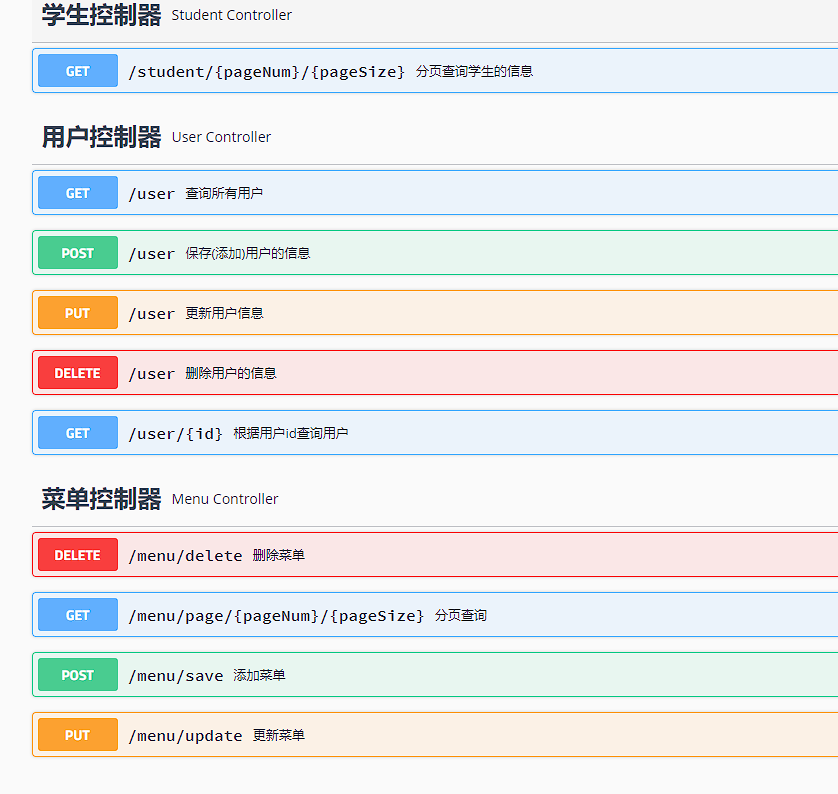 学生控制器 Student Controller
GET /student/{pageNum}/{pageSize} 分页查询学生的信息
用户控制器 User Controller
GET /user 查询所有用户
POST /user 保存(添加)用户的信息
PUT /user 更新用户信息
DELETE /user 删除用户的信息
GET /user/{id} 根据用户id查询用户
菜单控制器 Menu Controller
DELETE /menu/delete 删除菜单
GET /menu/page/{pageNum}/{pageSize} 分页查询
POST /menu/save 添加菜单
PUT /menu/update 更新菜单